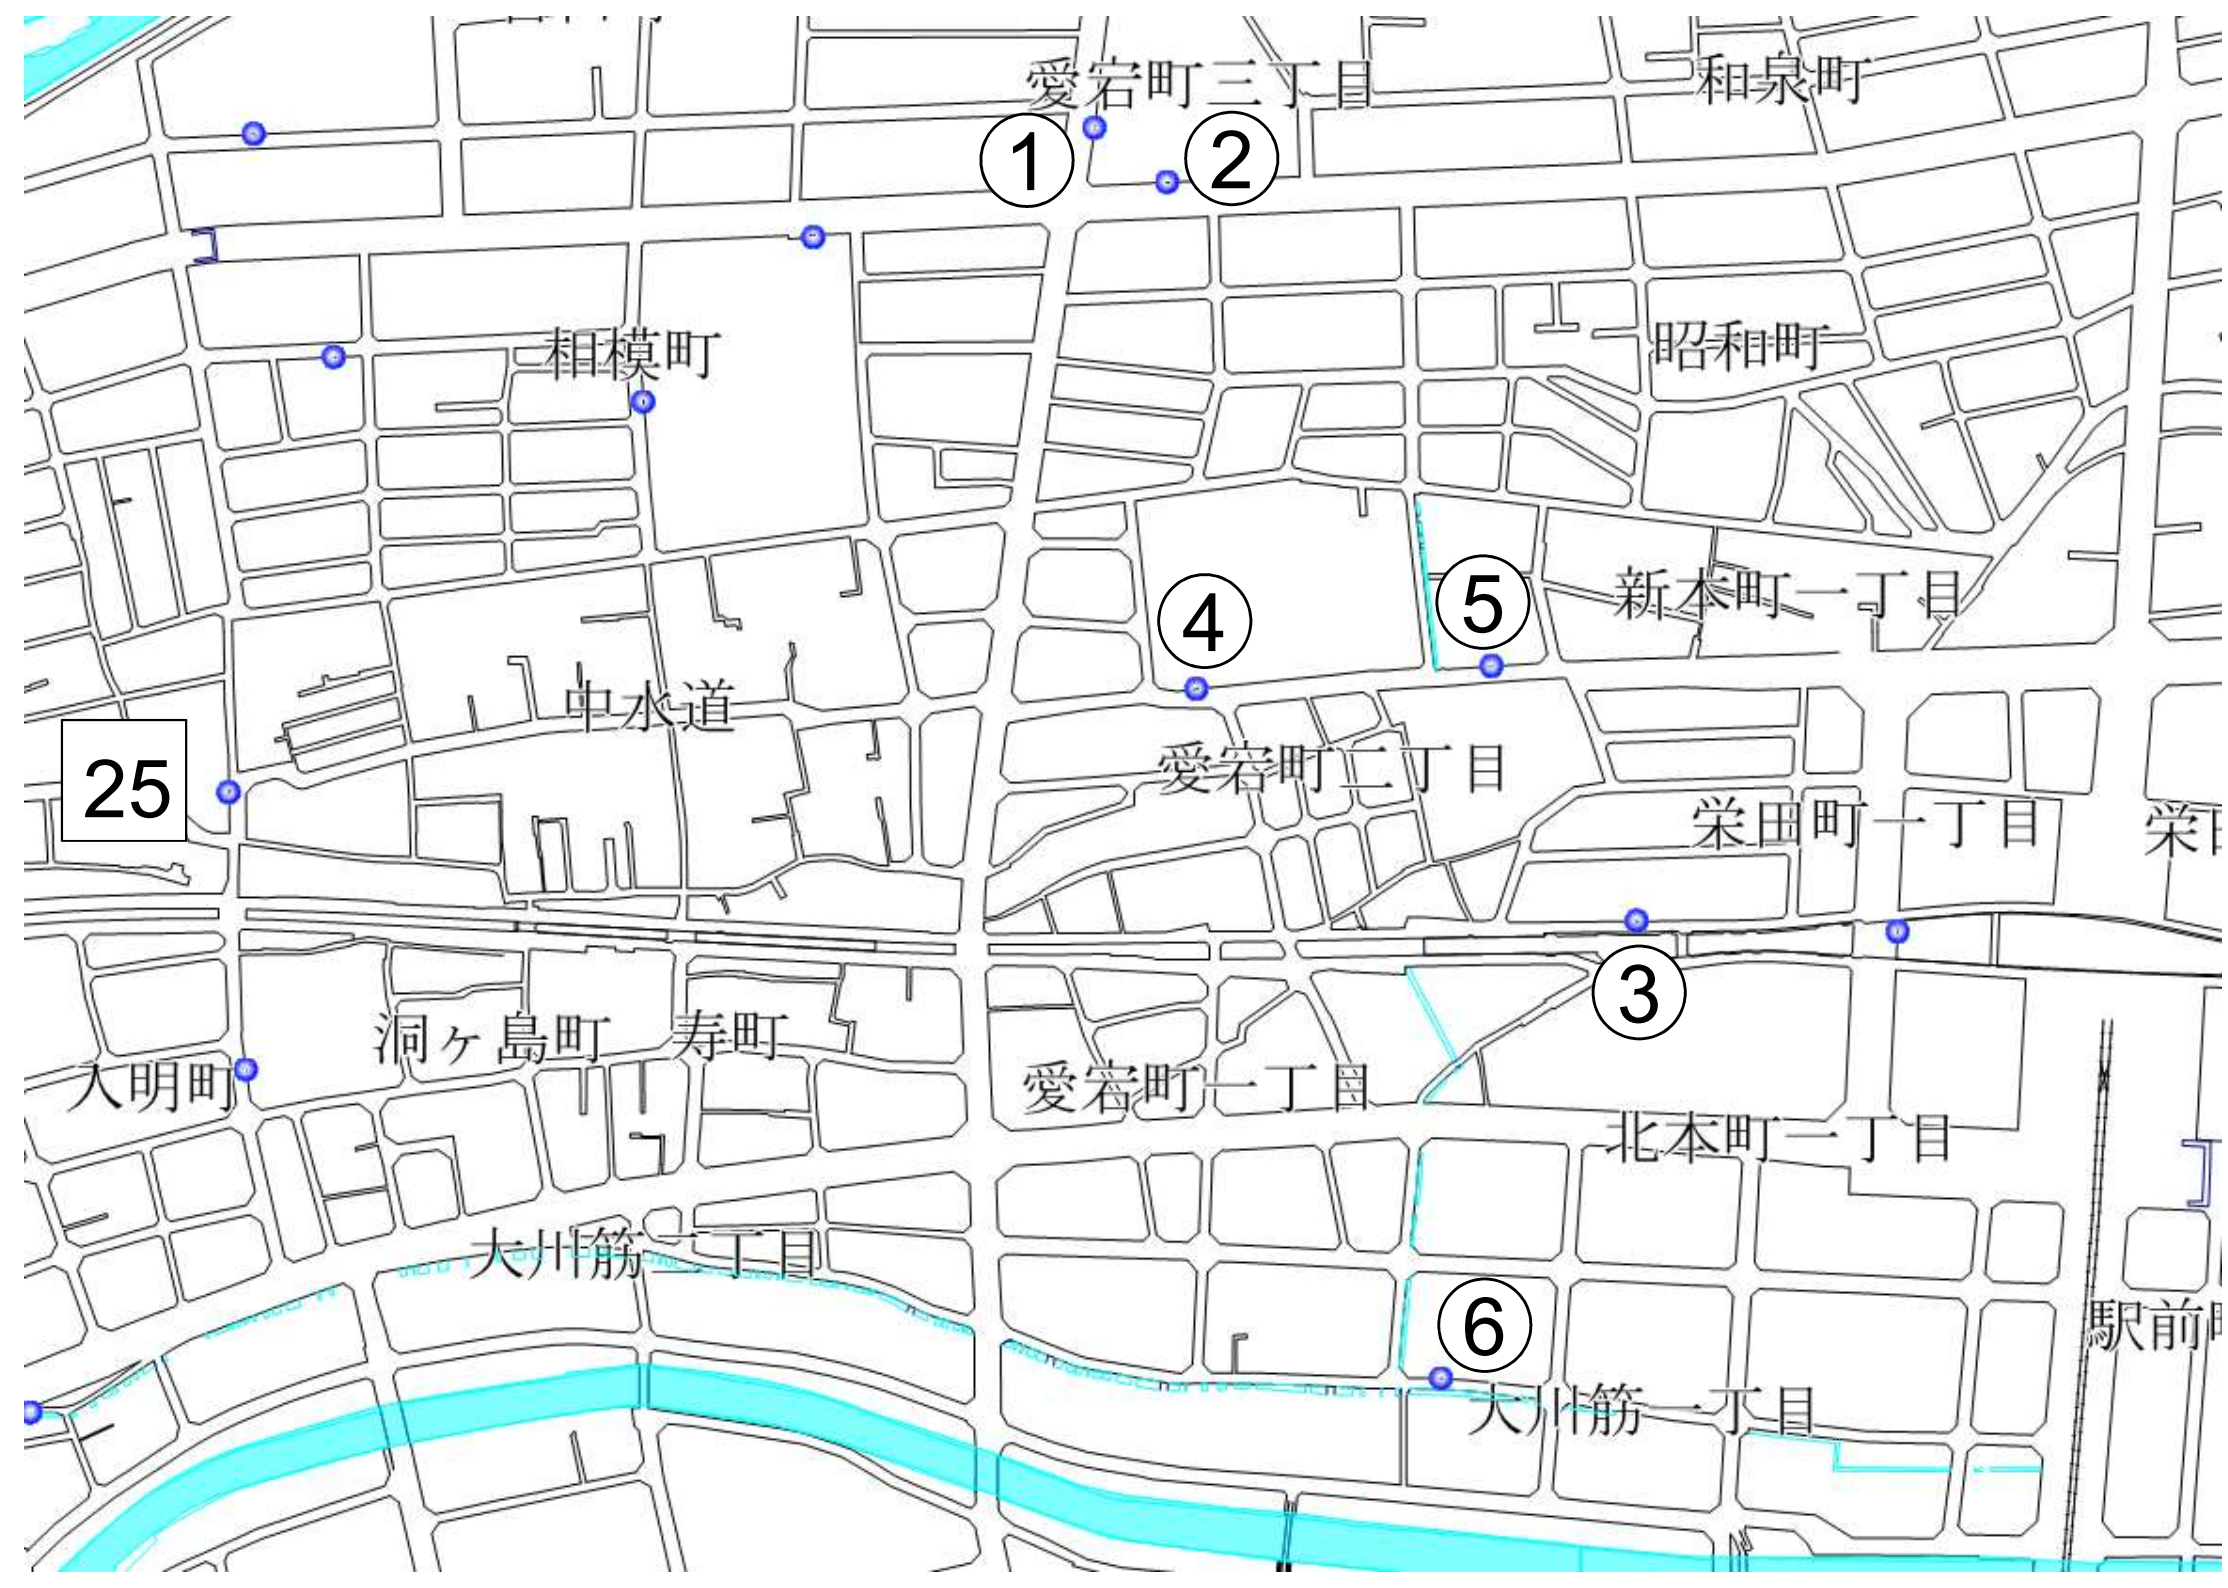 愛宕町三丁目
和泉町
①
②
相模町
昭和町
④
⑤
新本町一丁目
中水道
25
愛宕町二丁目
栄田町一丁目
③
洞ヶ島町
寿町
入明町
愛宕町一丁目
北本町一丁目
大川筋二丁目
⑥
駅前
大川筋一丁目